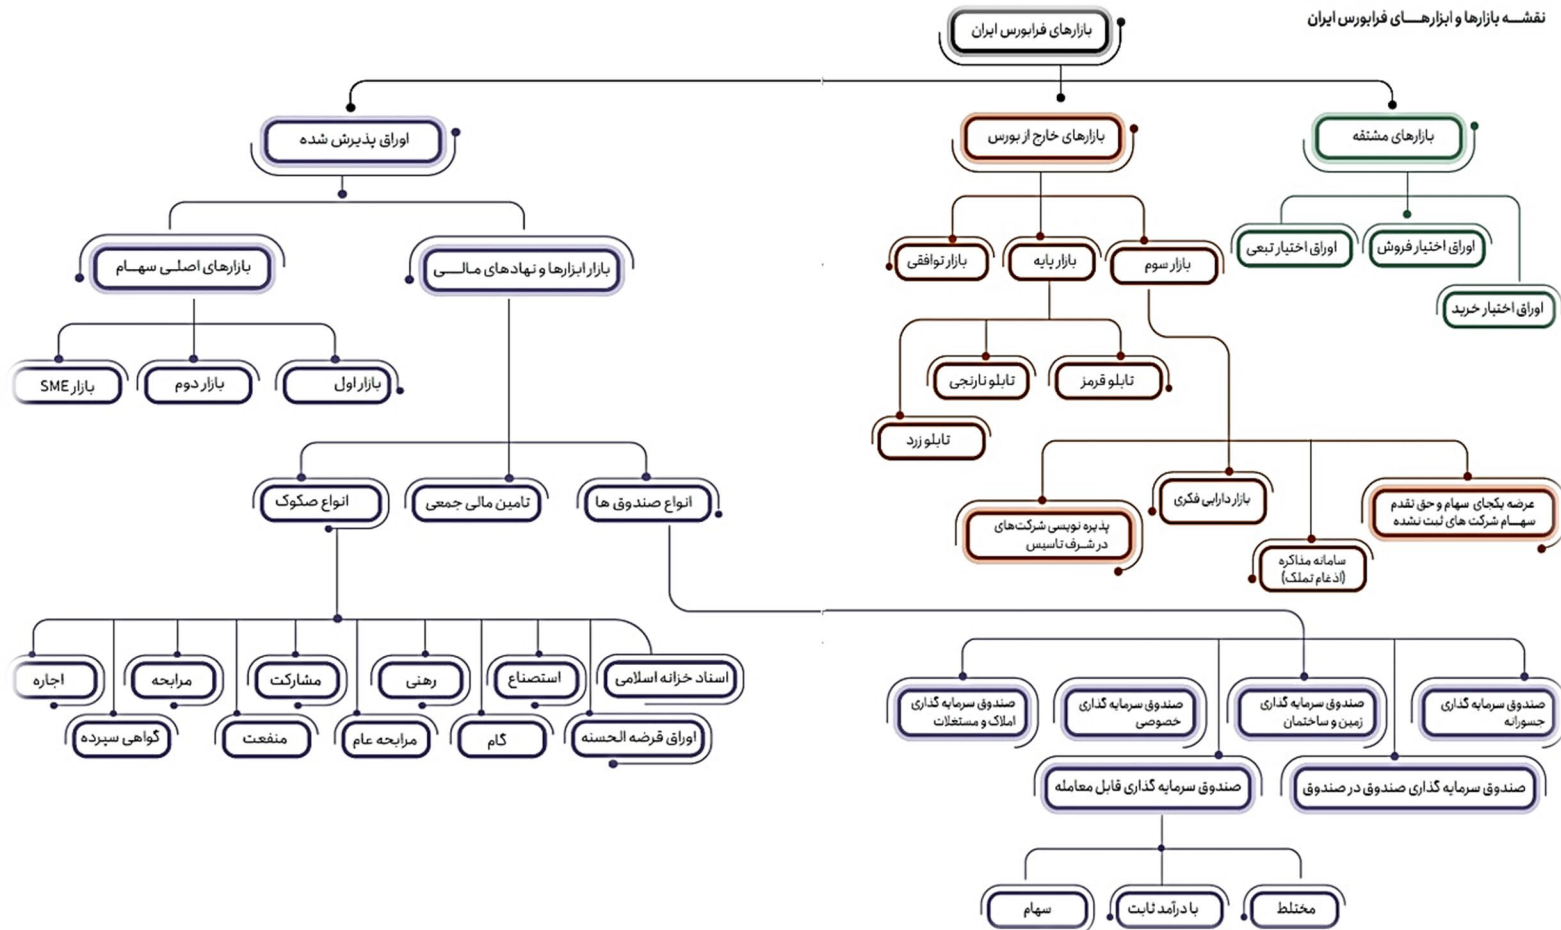 نقشه بازارها و ابزارهای فرابورس ایران
بازارهای فرابورس ایران
بازارهای مشتقه
بازارهای خارج از بورس
اوراق پذیرش شده
اوراق اختیار فروش
اوراق اختیار تبعی
اوراق اختیار خرید
بازار سوم
بازار پایه
بازار توافقی
بازار ابزارها و نهادهای مالی
بازارهای اصلی سهام
تابلو قرمز
تابلو نارنجی
تابلو زرد
بازار اول
بازار دوم
بازار SME
عرضه یکجای سهام و حق تقدم
سهام شرکت های ثبت نشده
بازار دارایی فکری
پذیره نویسی شرکت‌های
در شرف تاسیس
سامانه مذاکره
(ادغام تملک)
انواع صندوق ها
تامین مالی جمعی
انواع صکوک
اسناد خزانه اسلامی
استصناع
رهنی
مشارکت
مرابحه
اجاره
اوراق قرضه الحسنه
گام
مرابحه عام
منفعت
گواهی سپرده
صندوق سرمایه گذاری
جسورانه
صندوق سرمایه گذاری
زمین و ساختمان
صندوق سرمایه گذاری
خصوصی
صندوق سرمایه گذاری
املاک و مستغلات
صندوق سرمایه گذاری صندوق در صندوق
صندوق سرمایه گذاری قابل معامله
مختلط
با درآمد ثابت
سهام